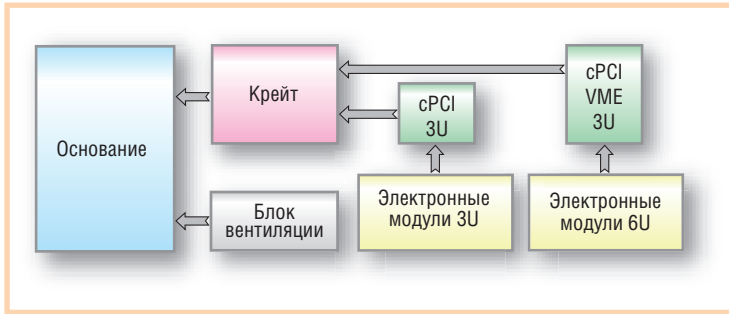 Основание
Крейт
cPCI
3U
cPCI
VME
3U
Блок
вентиляции
Электронные
модули 3U
Электронные
модули 6U